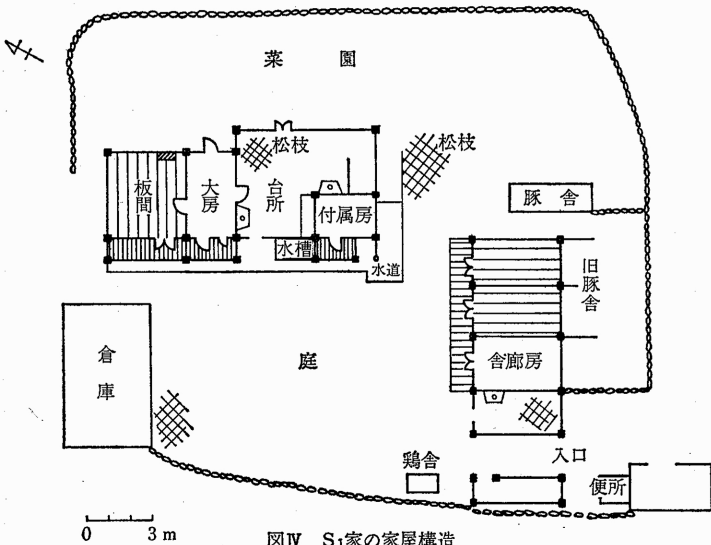 菜園
松枝
松枝
板間
大房
台所
付属房
豚舎
水槽
水道
旧豚舎
倉庫
庭
舎廊房
鶏舎
入口
便所
0 3m
図Ⅳ S₁家の家屋構造